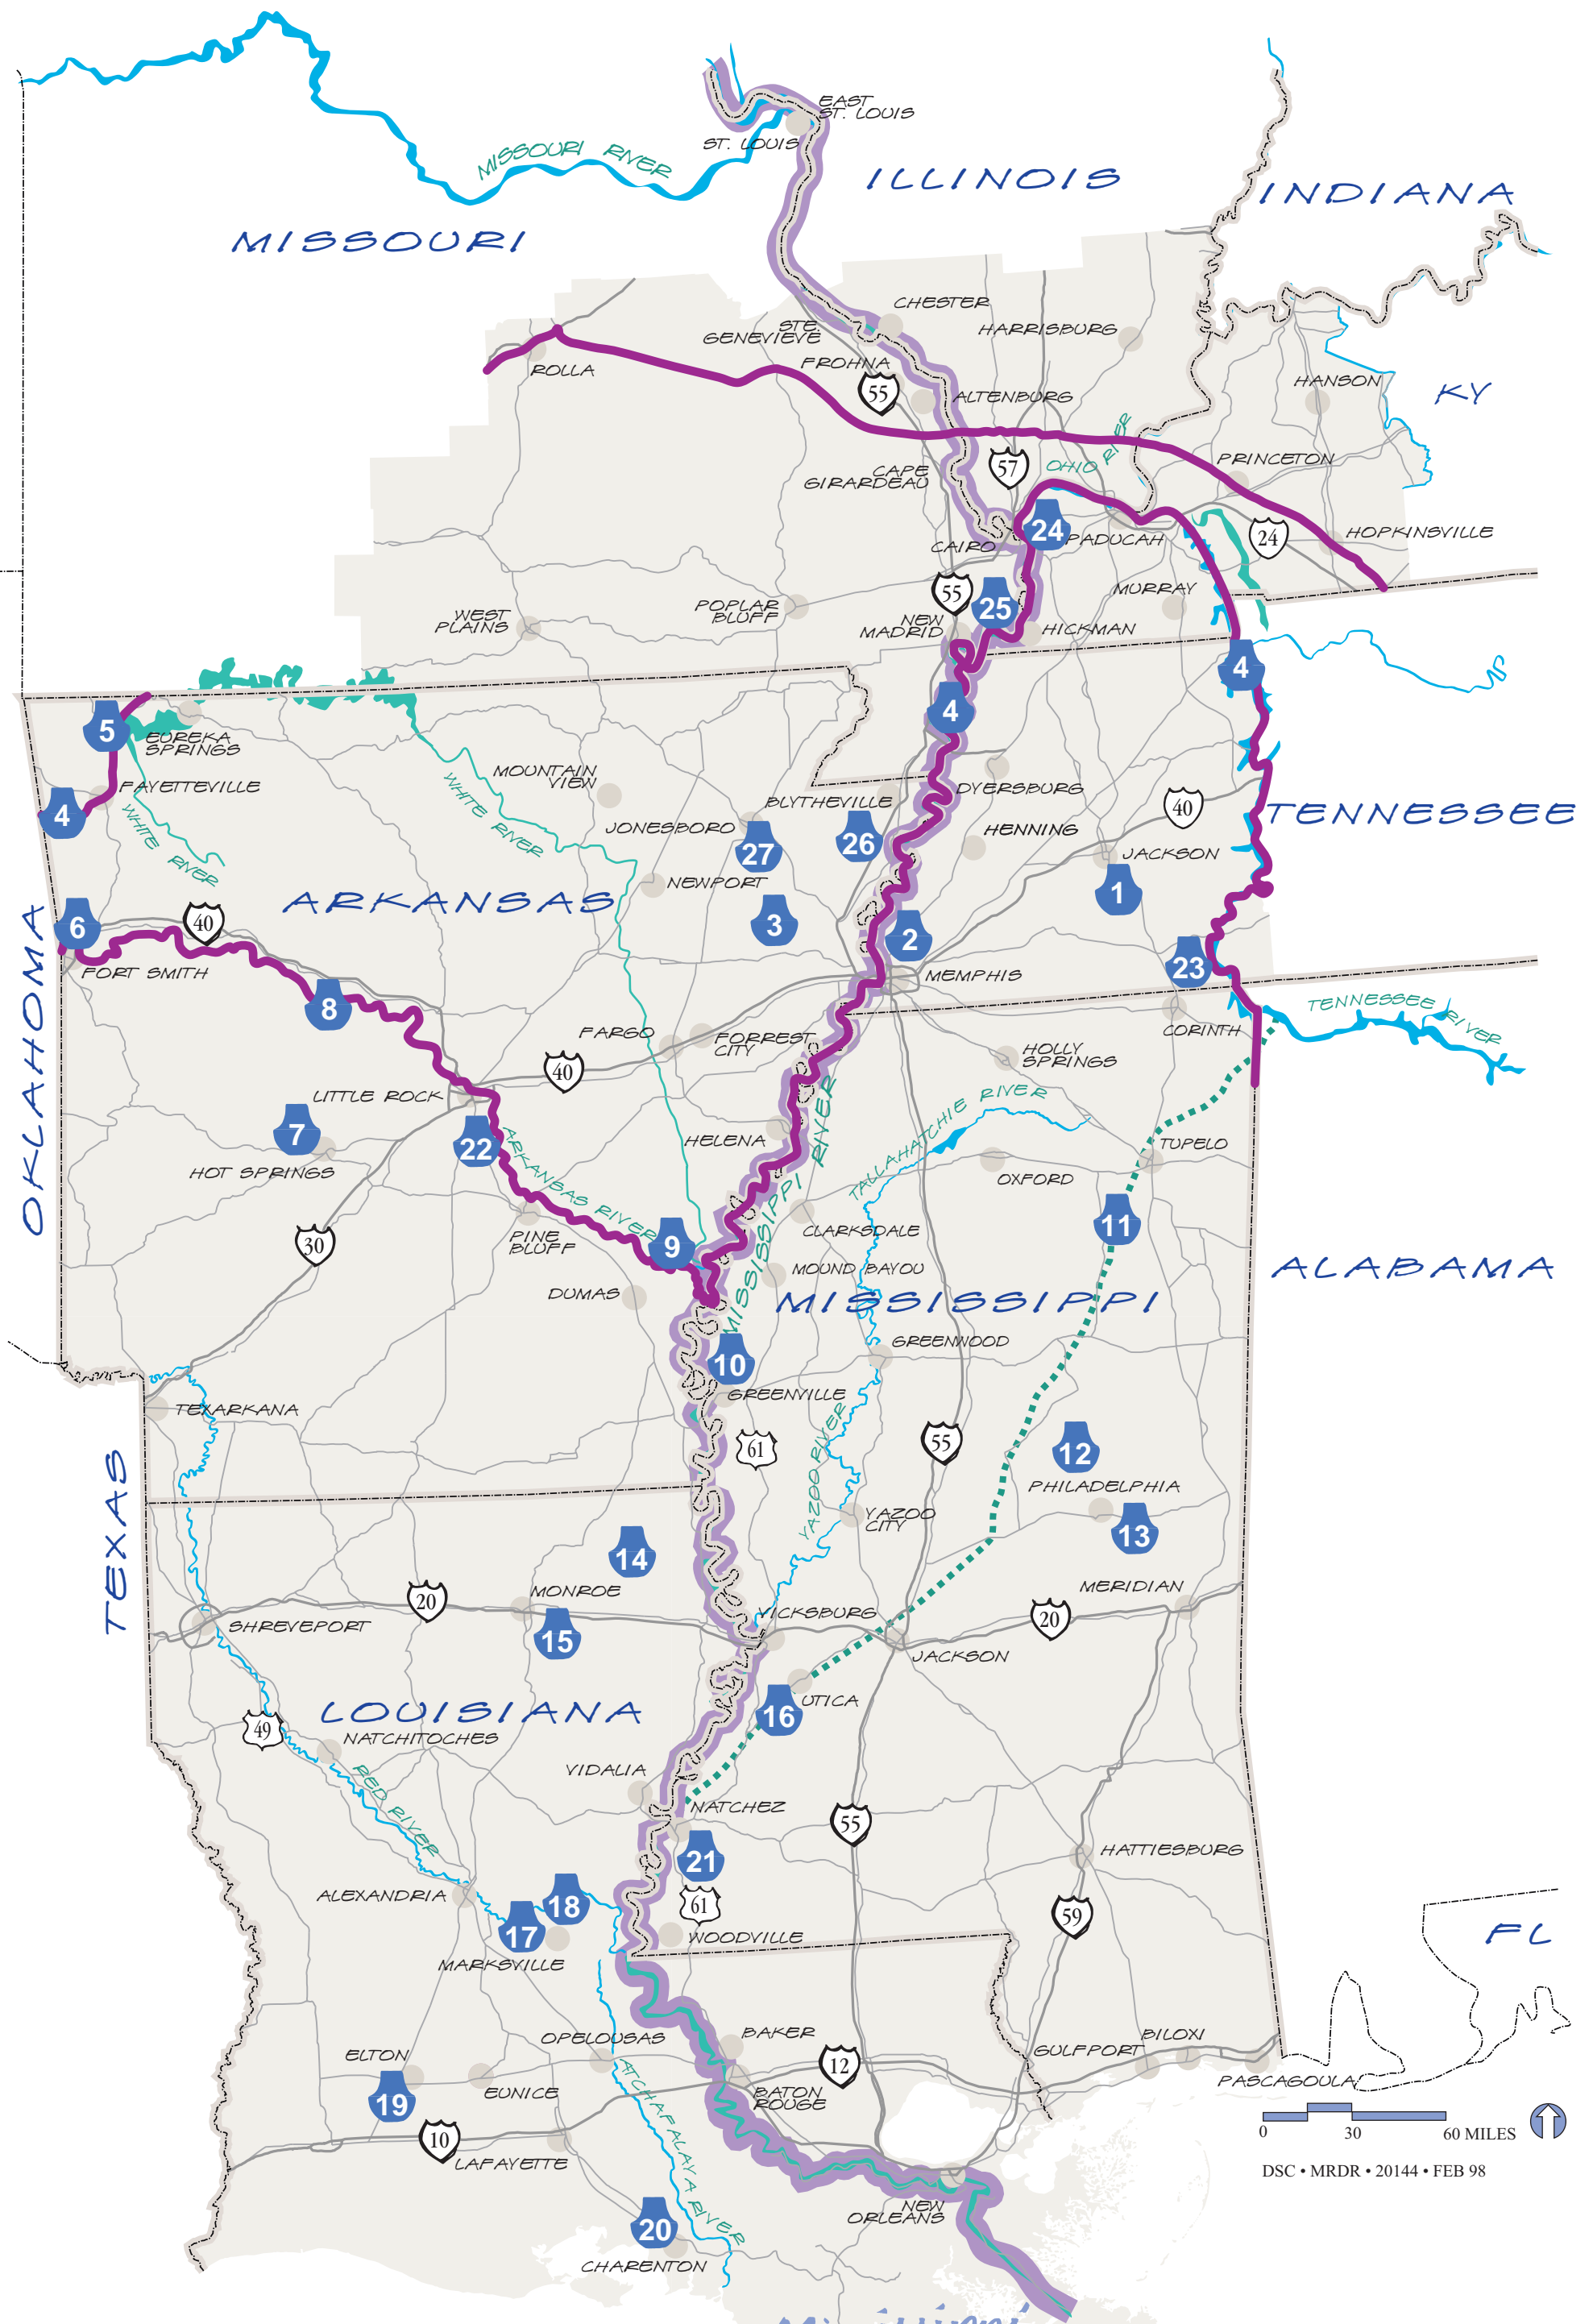 EAST
ST. LOUIS
ST. LOUIS
MISSOURI RIVER
ILLINOIS
INDIANA
MISSOURI
CHESTER
STE.
GENEVIEVE
HARRISBURG
FROHNA
ROLLA
55
ALTENBURG
HANSON
KY
OHIO RIVER
CAPE
GIRARDEAU
57
PRINCETON
24
CAIRO
PADUCAH
24
HOPKINSVILLE
55
25
MURRAY
POPLAR
BLUFF
WEST
PLAINS
NEW
MADRID
HICKMAN
4
4
5
EUREKA
SPRINGS
FAYETTEVILLE
4
WHITE RIVER
WHITE RIVER
MOUNTAIN
VIEW
BLYTHEVILLE
DYERSBURG
40
TENNESSEE
JONESBORO
27
26
HENNING
JACKSON
1
NEWPORT
ARKANSAS
3
2
6
40
OKLAHOMA
FORT SMITH
MEMPHIS
23
8
TENNESSEE RIVER
CORINTH
FARGO
FORREST
CITY
HOLLY
SPRINGS
40
LITTLE ROCK
TALLAHATCHIE RIVER
7
22
HELENA
MISSISSIPPI RIVER
TUPELO
HOT SPRINGS
ARKANSAS RIVER
OXFORD
11
30
PINE
BLUFF
9
CLARKSDALE
MOUND BAYOU
ALABAMA
DUMAS
MISSISSIPPI
10
GREENWOOD
GREENVILLE
TEXARKANA
61
YAZOO RIVER
55
12
TEXAS
PHILADELPHIA
YAZOO
CITY
13
14
MONROE
MERIDIAN
20
VICKSBURG
20
SHREVEPORT
15
JACKSON
LOUISIANA
16
UTICA
49
NATCHITOCHES
RED RIVER
VIDALIA
NATCHEZ
55
21
HATTIESBURG
ALEXANDRIA
18
61
59
17
WOODVILLE
FL
MARKSVILLE
OPELOUSAS
BAKER
BILOXI
GULFPORT
ELTON
12
EUNICE
PASCAGOULA
19
BATON
ROUGE
ATCHAFALAYA RIVER
10
LAFAYETTE
0 30 60 MILES
DSC • MRDR • 20144 • FEB 98
NEW
ORLEANS
20
CHARENTON